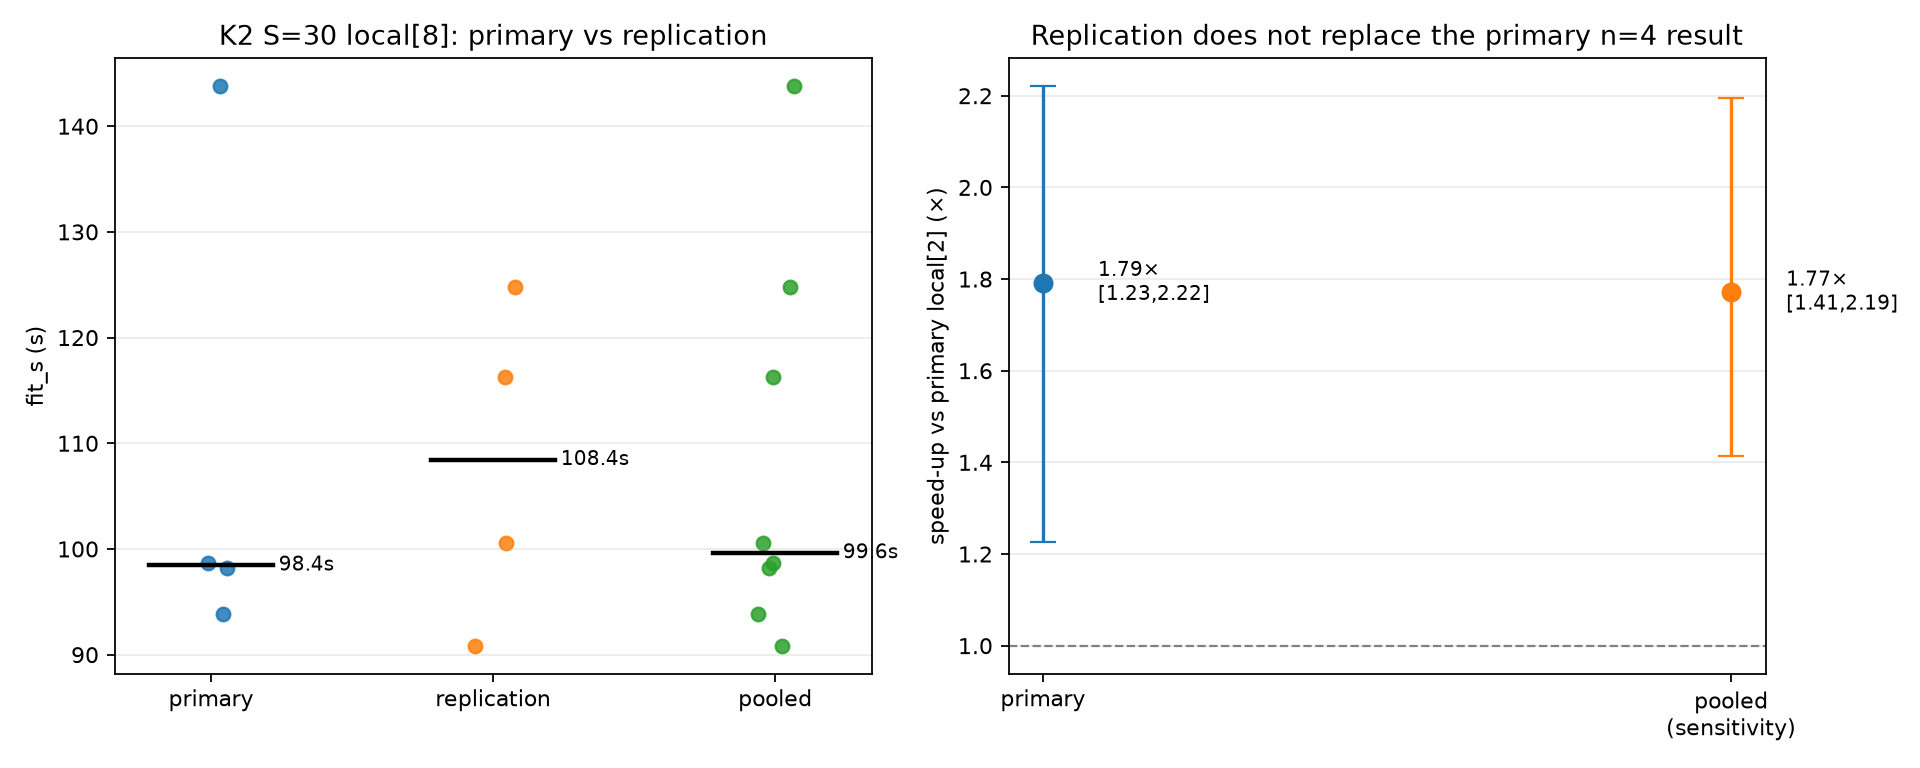 K2 S=30 local[8]: primary vs replication
fit_s (s)
140
130
120
110
100
90
98.4s
108.4s
99.6s
primary
replication
pooled
Replication does not replace the primary n=4 result
speed-up vs primary local[2] (×)
2.2
2.0
1.8
1.6
1.4
1.2
1.0
1.79×
[1.23,2.22]
1.77×
[1.41,2.19]
primary
pooled
(sensitivity)